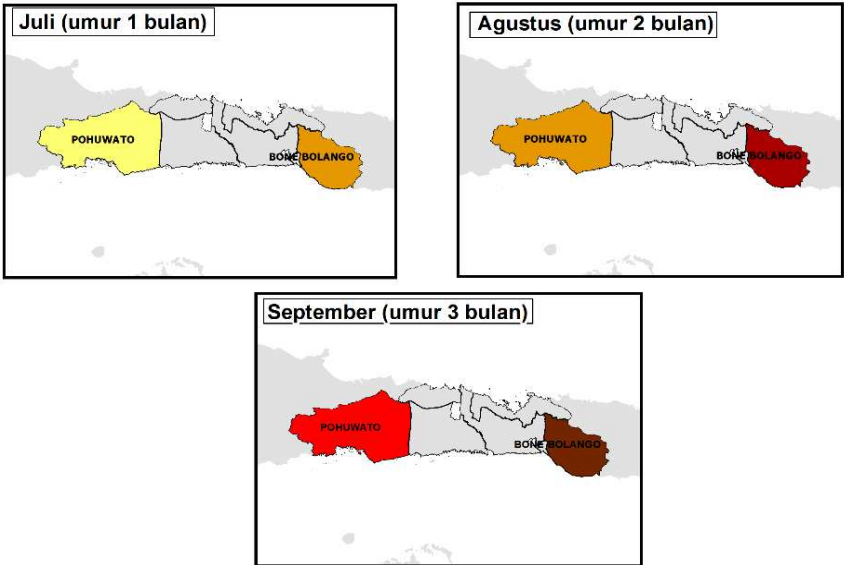 Juli (umur 1 bulan)
POHUWATO
BONE BOLANGO
Agustus (umur 2 bulan)
POHUWATO
BONE BOLANGO
September (umur 3 bulan)
POHUWATO
BONE BOLANGO